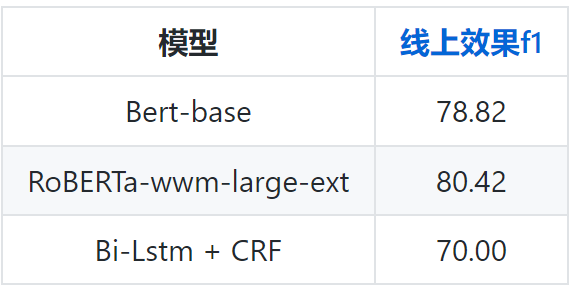 模型 线上效果f1
Bert-base 78.82
RoBERTa-wwm-large-ext 80.42
Bi-Lstm + CRF 70.00